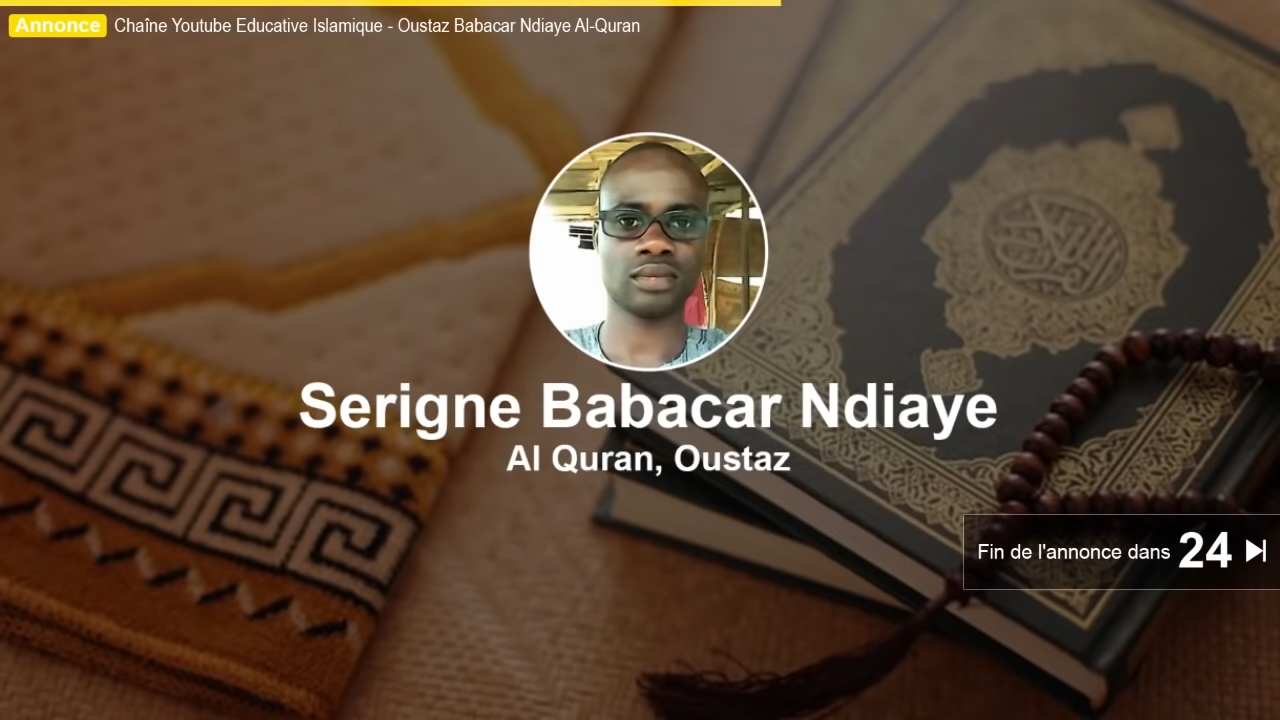 Annonce Chaîne Youtube Educative Islamique - Oustaz Babacar Ndiaye Al-Quran
Serigne Babacar Ndiaye
Al Quran, Oustaz
Fin de l'annonce dans 24